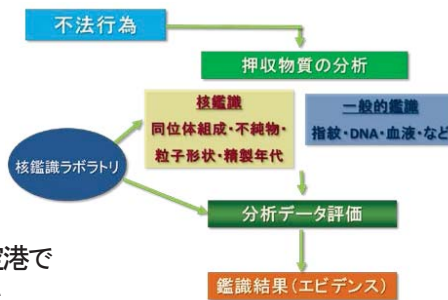 不法行為
押収物質の分析
核鑑識
同位体組成・不純物・
粒子形状・精製年代
一般的鑑識
指紋・DNA・血液・など
核鑑識ラボラトリ
分析データ評価
空港で
鑑識結果(エビデンス)